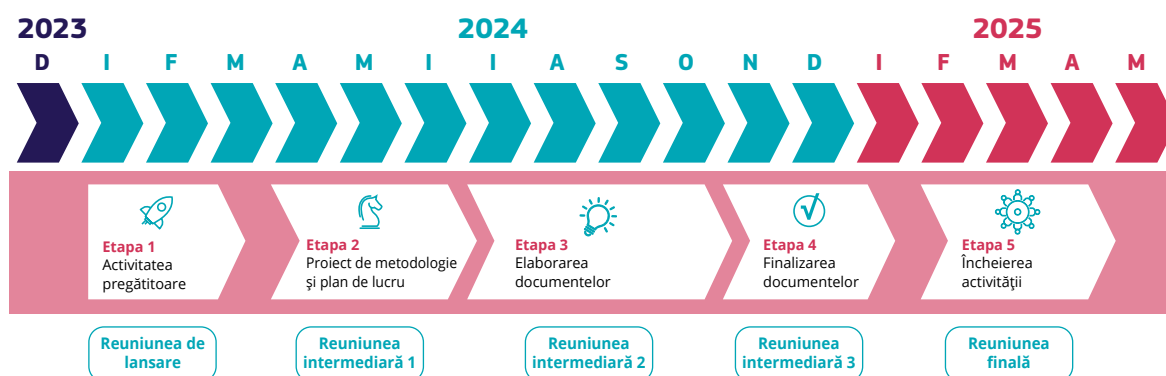 2023 2024 2025
D I F M A M I I A S O N D I F M A M
Etapa 1
Activitatea
pregătitoare
Etapa 2
Proiect de metodologie
și plan de lucru
Etapa 3
Elaborarea
documentelor
Etapa 4
Finalizarea
documentelor
Etapa 5
Încheierea
activității
Reuniunea de
lansare
Reuniunea
intermediară 1
Reuniunea
intermediară 2
Reuniunea
intermediară 3
Reuniunea
finală